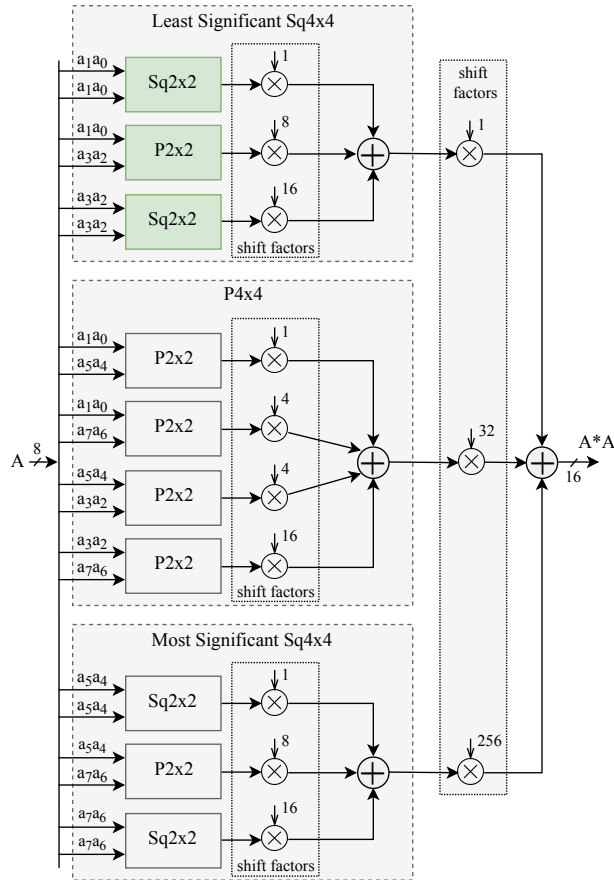 Least Significant Sq4x4
a₁a₀
a₁a₀
Sq2x2
1
a₁a₀
a₃a₂
P2x2
8
a₃a₂
a₃a₂
Sq2x2
16
shift factors
shift
factors
1
P4x4
a₁a₀
a₅a₄
P2x2
1
a₁a₀
a₇a₆
P2x2
4
a₅a₄
a₃a₂
P2x2
4
a₃a₂
a₇a₆
P2x2
16
shift factors
A
8
32
A*A
16
Most Significant Sq4x4
a₅a₄
a₅a₄
Sq2x2
1
a₅a₄
a₇a₆
P2x2
8
a₇a₆
a₇a₆
Sq2x2
16
shift factors
256